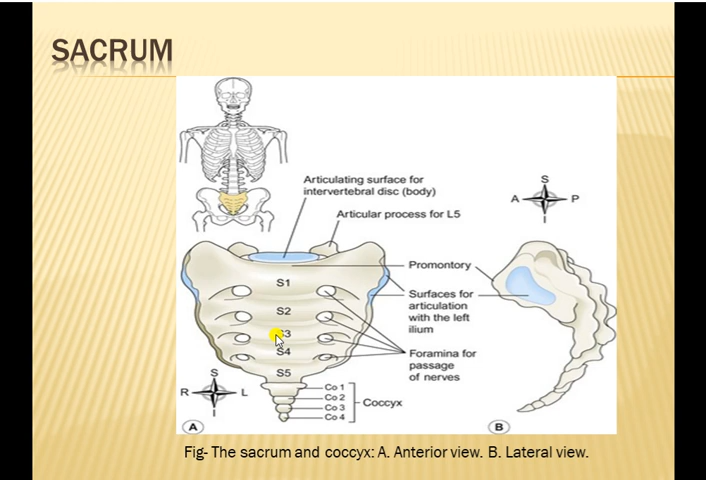 SACRUM
Articulating surface for
intervertebral disc (body)
Articular process for L5
S
A P
I
Promontory
S1
Surfaces for
articulation
with the left
ilium
S2
S3
S4
Foramina for
passage
of nerves
S5
S
R L
I
Co 1
Co 2
Co 3
Co 4
Coccyx
A
B
Fig- The sacrum and coccyx: A. Anterior view. B. Lateral view.